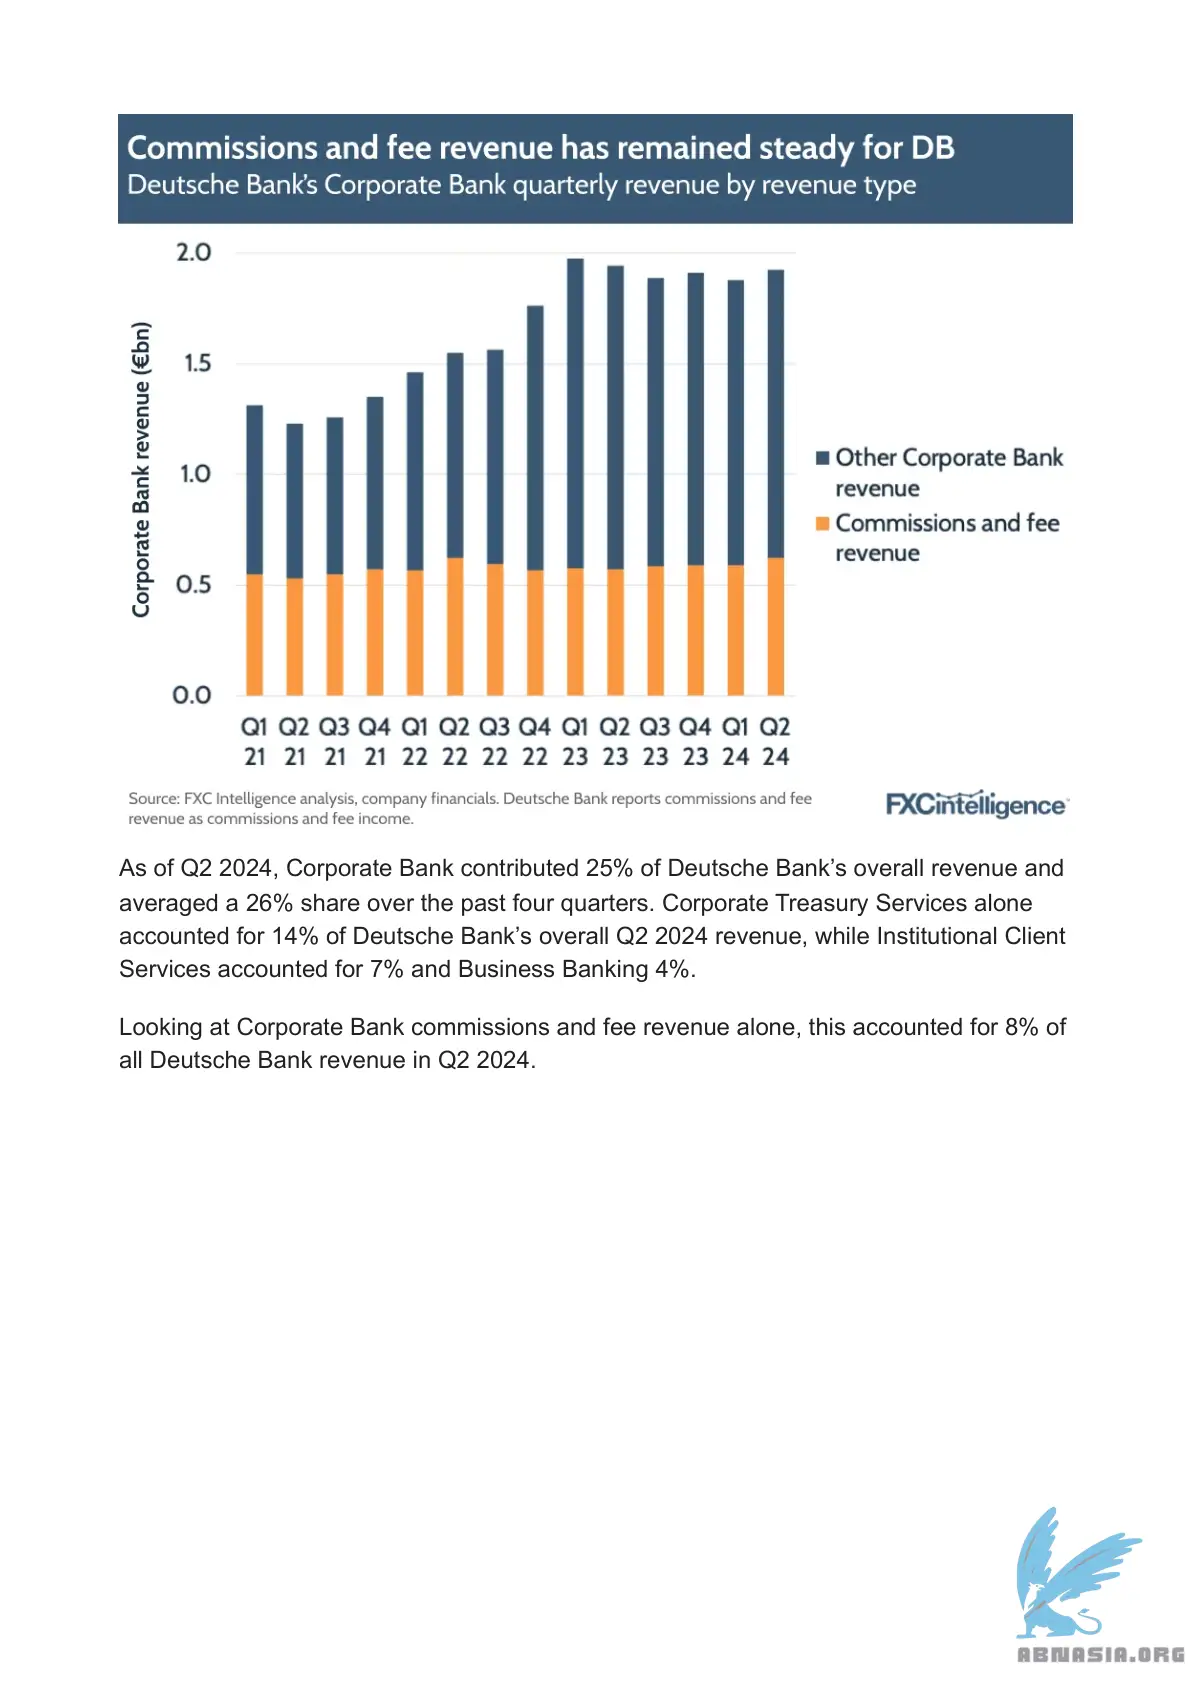 Commissions and fee revenue has remained steady for DB
Deutsche Bank's Corporate Bank quarterly revenue by revenue type
Corporate Bank revenue (€bn)
2.0
1.5
1.0
0.5
0.0
Q1 Q2 Q3 Q4 Q1 Q2 Q3 Q4 Q1 Q2 Q3 Q4 Q1 Q2
21 21 21 21 22 22 22 22 23 23 23 23 24 24
Other Corporate Bank
revenue
Commissions and fee
revenue
Source: FXC Intelligence analysis, company financials. Deutsche Bank reports commissions and fee
revenue as commissions and fee income.
FXCintelligence™
As of Q2 2024, Corporate Bank contributed 25% of Deutsche Bank’s overall revenue and
averaged a 26% share over the past four quarters. Corporate Treasury Services alone
accounted for 14% of Deutsche Bank’s overall Q2 2024 revenue, while Institutional Client
Services accounted for 7% and Business Banking 4%.
Looking at Corporate Bank commissions and fee revenue alone, this accounted for 8% of
all Deutsche Bank revenue in Q2 2024.
ABNASIA.ORG